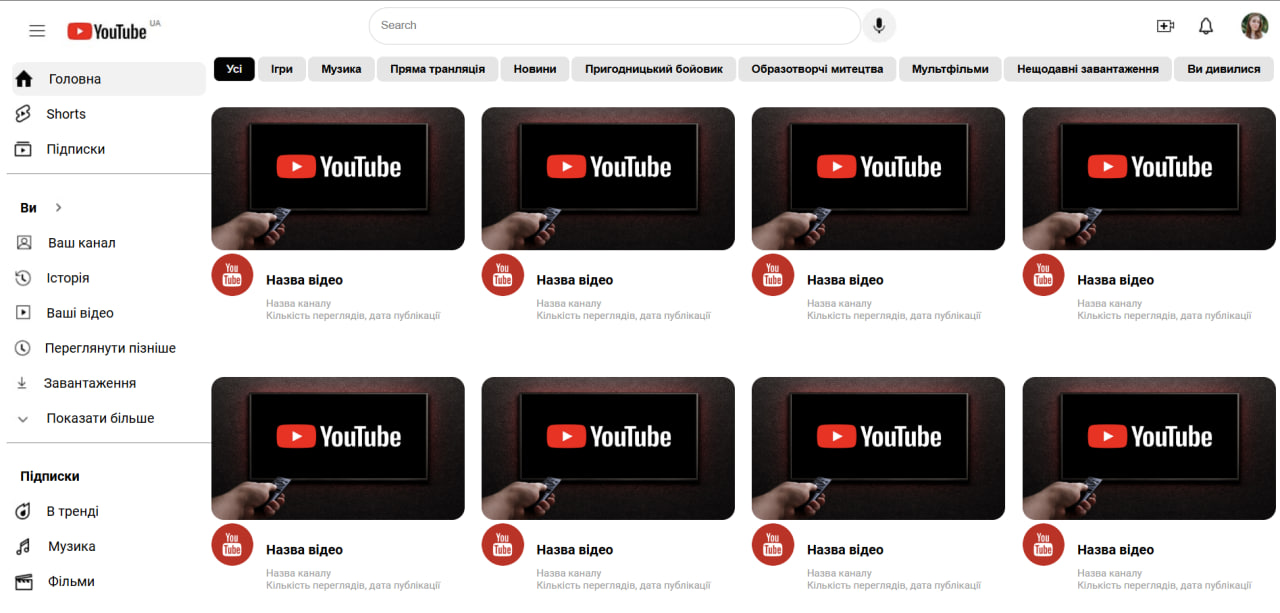 YouTube UA
Search
Усі Ігри Музика Пряма транляція Новини Пригодницький бойовик Образотворчі митецтва Мультфільми Нещодавні завантаження Ви дивилися
Головна
Shorts
Підписки
Ви
Ваш канал
Історія
Ваші відео
Переглянути пізніше
Завантаження
Показати більше
Підписки
В тренді
Музика
Фільми
YouTube YouTube YouTube YouTube
You You You You
Tube Tube Tube Tube
Назва відео Назва відео Назва відео Назва відео
Назва каналу Назва каналу Назва каналу Назва каналу
Кількість переглядів, дата публікації Кількість переглядів, дата публікації Кількість переглядів, дата публікації Кількість переглядів, дата публікації
YouTube YouTube YouTube YouTube
You You You You
Tube Tube Tube Tube
Назва відео Назва відео Назва відео Назва відео
Назва каналу Назва каналу Назва каналу Назва каналу
Кількість переглядів, дата публікації Кількість переглядів, дата публікації Кількість переглядів, дата публікації Кількість переглядів, дата публікації